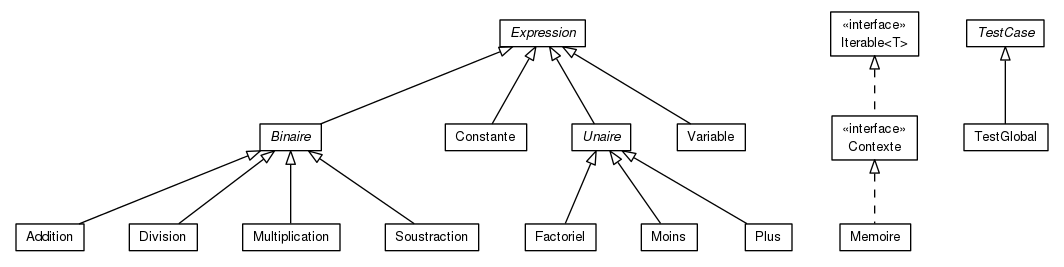 Expression
«interface»
Iterable<T>
TestCase
Binaire
Constante
Unaire
Variable
«interface»
Contexte
TestGlobal
Addition
Division
Multiplication
Soustraction
Factoriel
Moins
Plus
Memoire